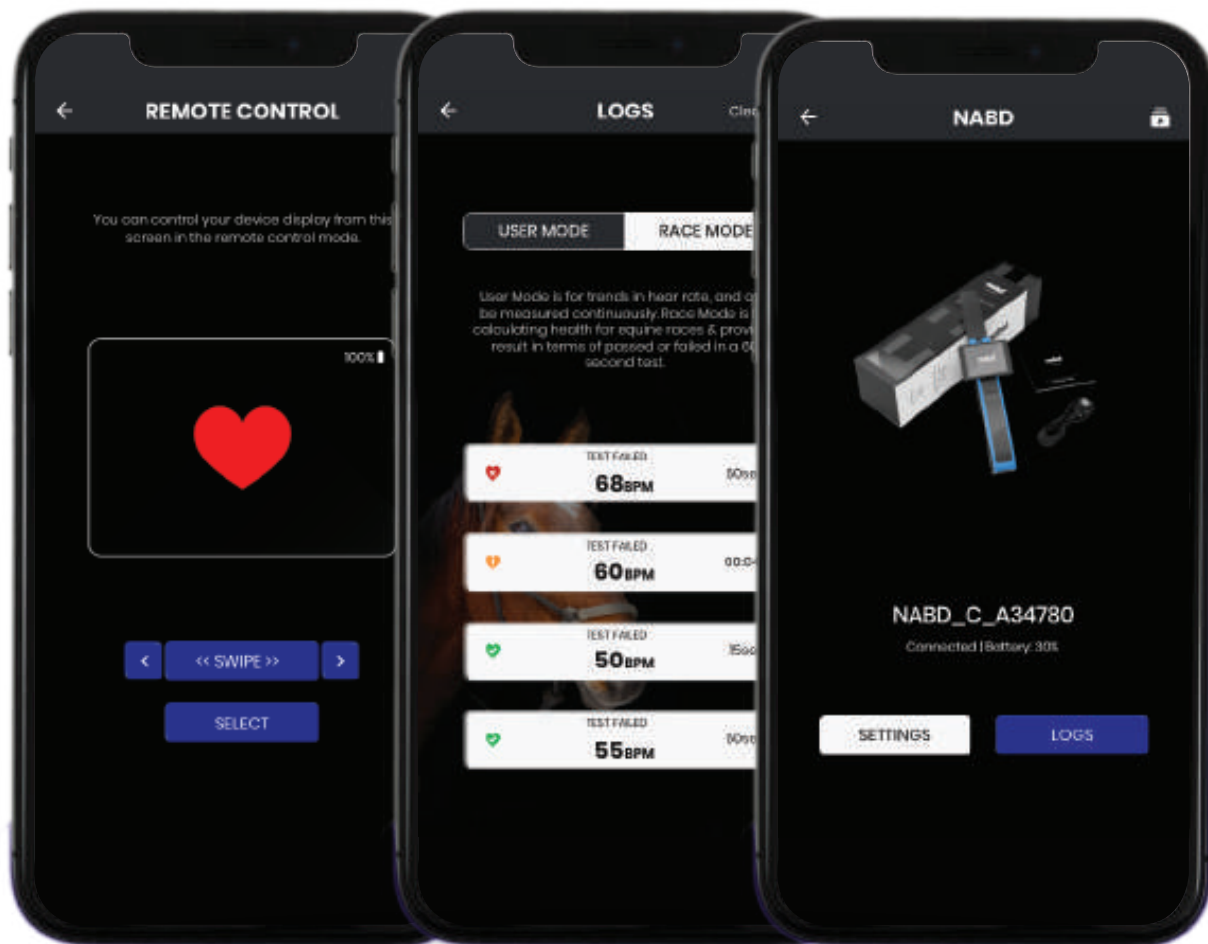 REMOTE CONTROL
You can control your device display from this
screen in the remote control mode.
100%
<
<< SWIPE >>
>
SELECT
LOGS
USER MODE
RACE MODE
User Mode is for trends in hear rate, and
be measured continuously. Race Mode is
calculating health for equine races &
result in terms of passed or failed in a
second test.
TEST FAILED
68BPM
TEST FAILED
60BPM
TEST FAILED
50BPM
TEST FAILED
55BPM
NABD
NABD_C_A34780
Connected | Battery: 30%
SETTINGS
LOGS